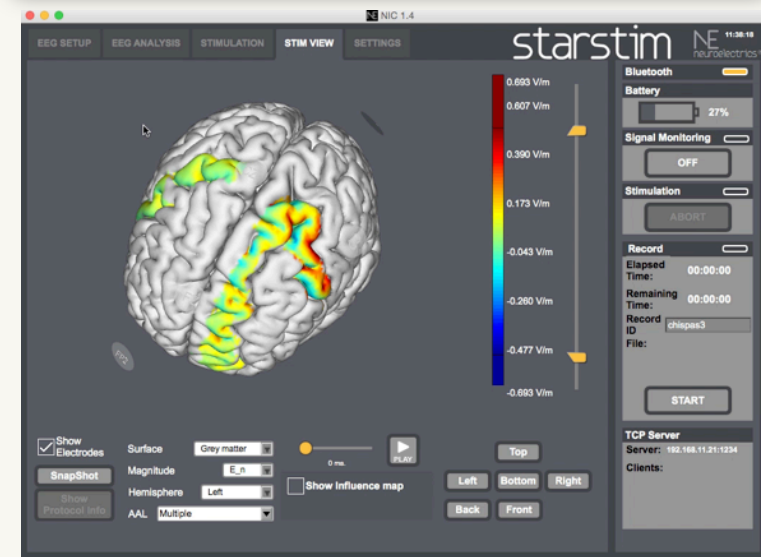 NIC 1.4
EEG SETUP EEG ANALYSIS STIMULATION STIM VIEW SETTINGS
starstim NE neuroelectrics 11:38:18
0.693 V/m
0.607 V/m
0.390 V/m
0.173 V/m
-0.043 V/m
-0.260 V/m
-0.477 V/m
-0.693 V/m
FP2
Bluetooth
Battery
27%
Signal Monitoring
OFF
Stimulation
ABORT
Record
Elapsed Time: 00:00:00
Remaining Time: 00:00:00
Record ID chispas3
File:
START
TCP Server
Server: 192.168.11.21:1234
Clients:
Show Electrodes
SnapShot
Show Protocol Info
Surface Grey matter
Magnitude E_n
Hemisphere Left
AAL Multiple
0 ms.
PLAY
Show Influence map
Top
Left Bottom Right
Back Front